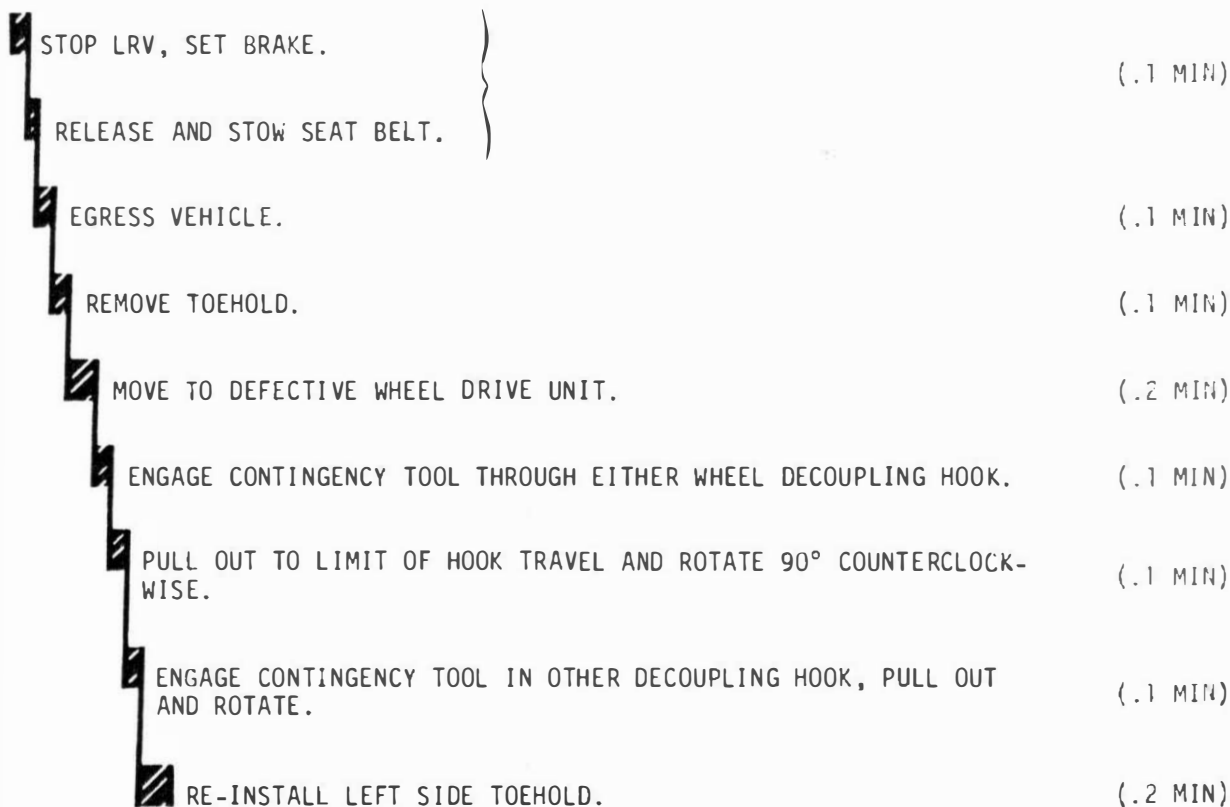 STOP LRV, SET BRAKE.
(.1 MIN)
RELEASE AND STOW SEAT BELT.
EGRESS VEHICLE. (.1 MIN)
REMOVE TOEHOLD. (.1 MIN)
MOVE TO DEFECTIVE WHEEL DRIVE UNIT. (.2 MIN)
ENGAGE CONTINGENCY TOOL THROUGH EITHER WHEEL DECOUPLING HOOK. (.1 MIN)
PULL OUT TO LIMIT OF HOOK TRAVEL AND ROTATE 90° COUNTERCLOCK-
WISE. (.1 MIN)
ENGAGE CONTINGENCY TOOL IN OTHER DECOUPLING HOOK, PULL OUT
AND ROTATE. (.1 MIN)
RE-INSTALL LEFT SIDE TOEHOLD. (.2 MIN)